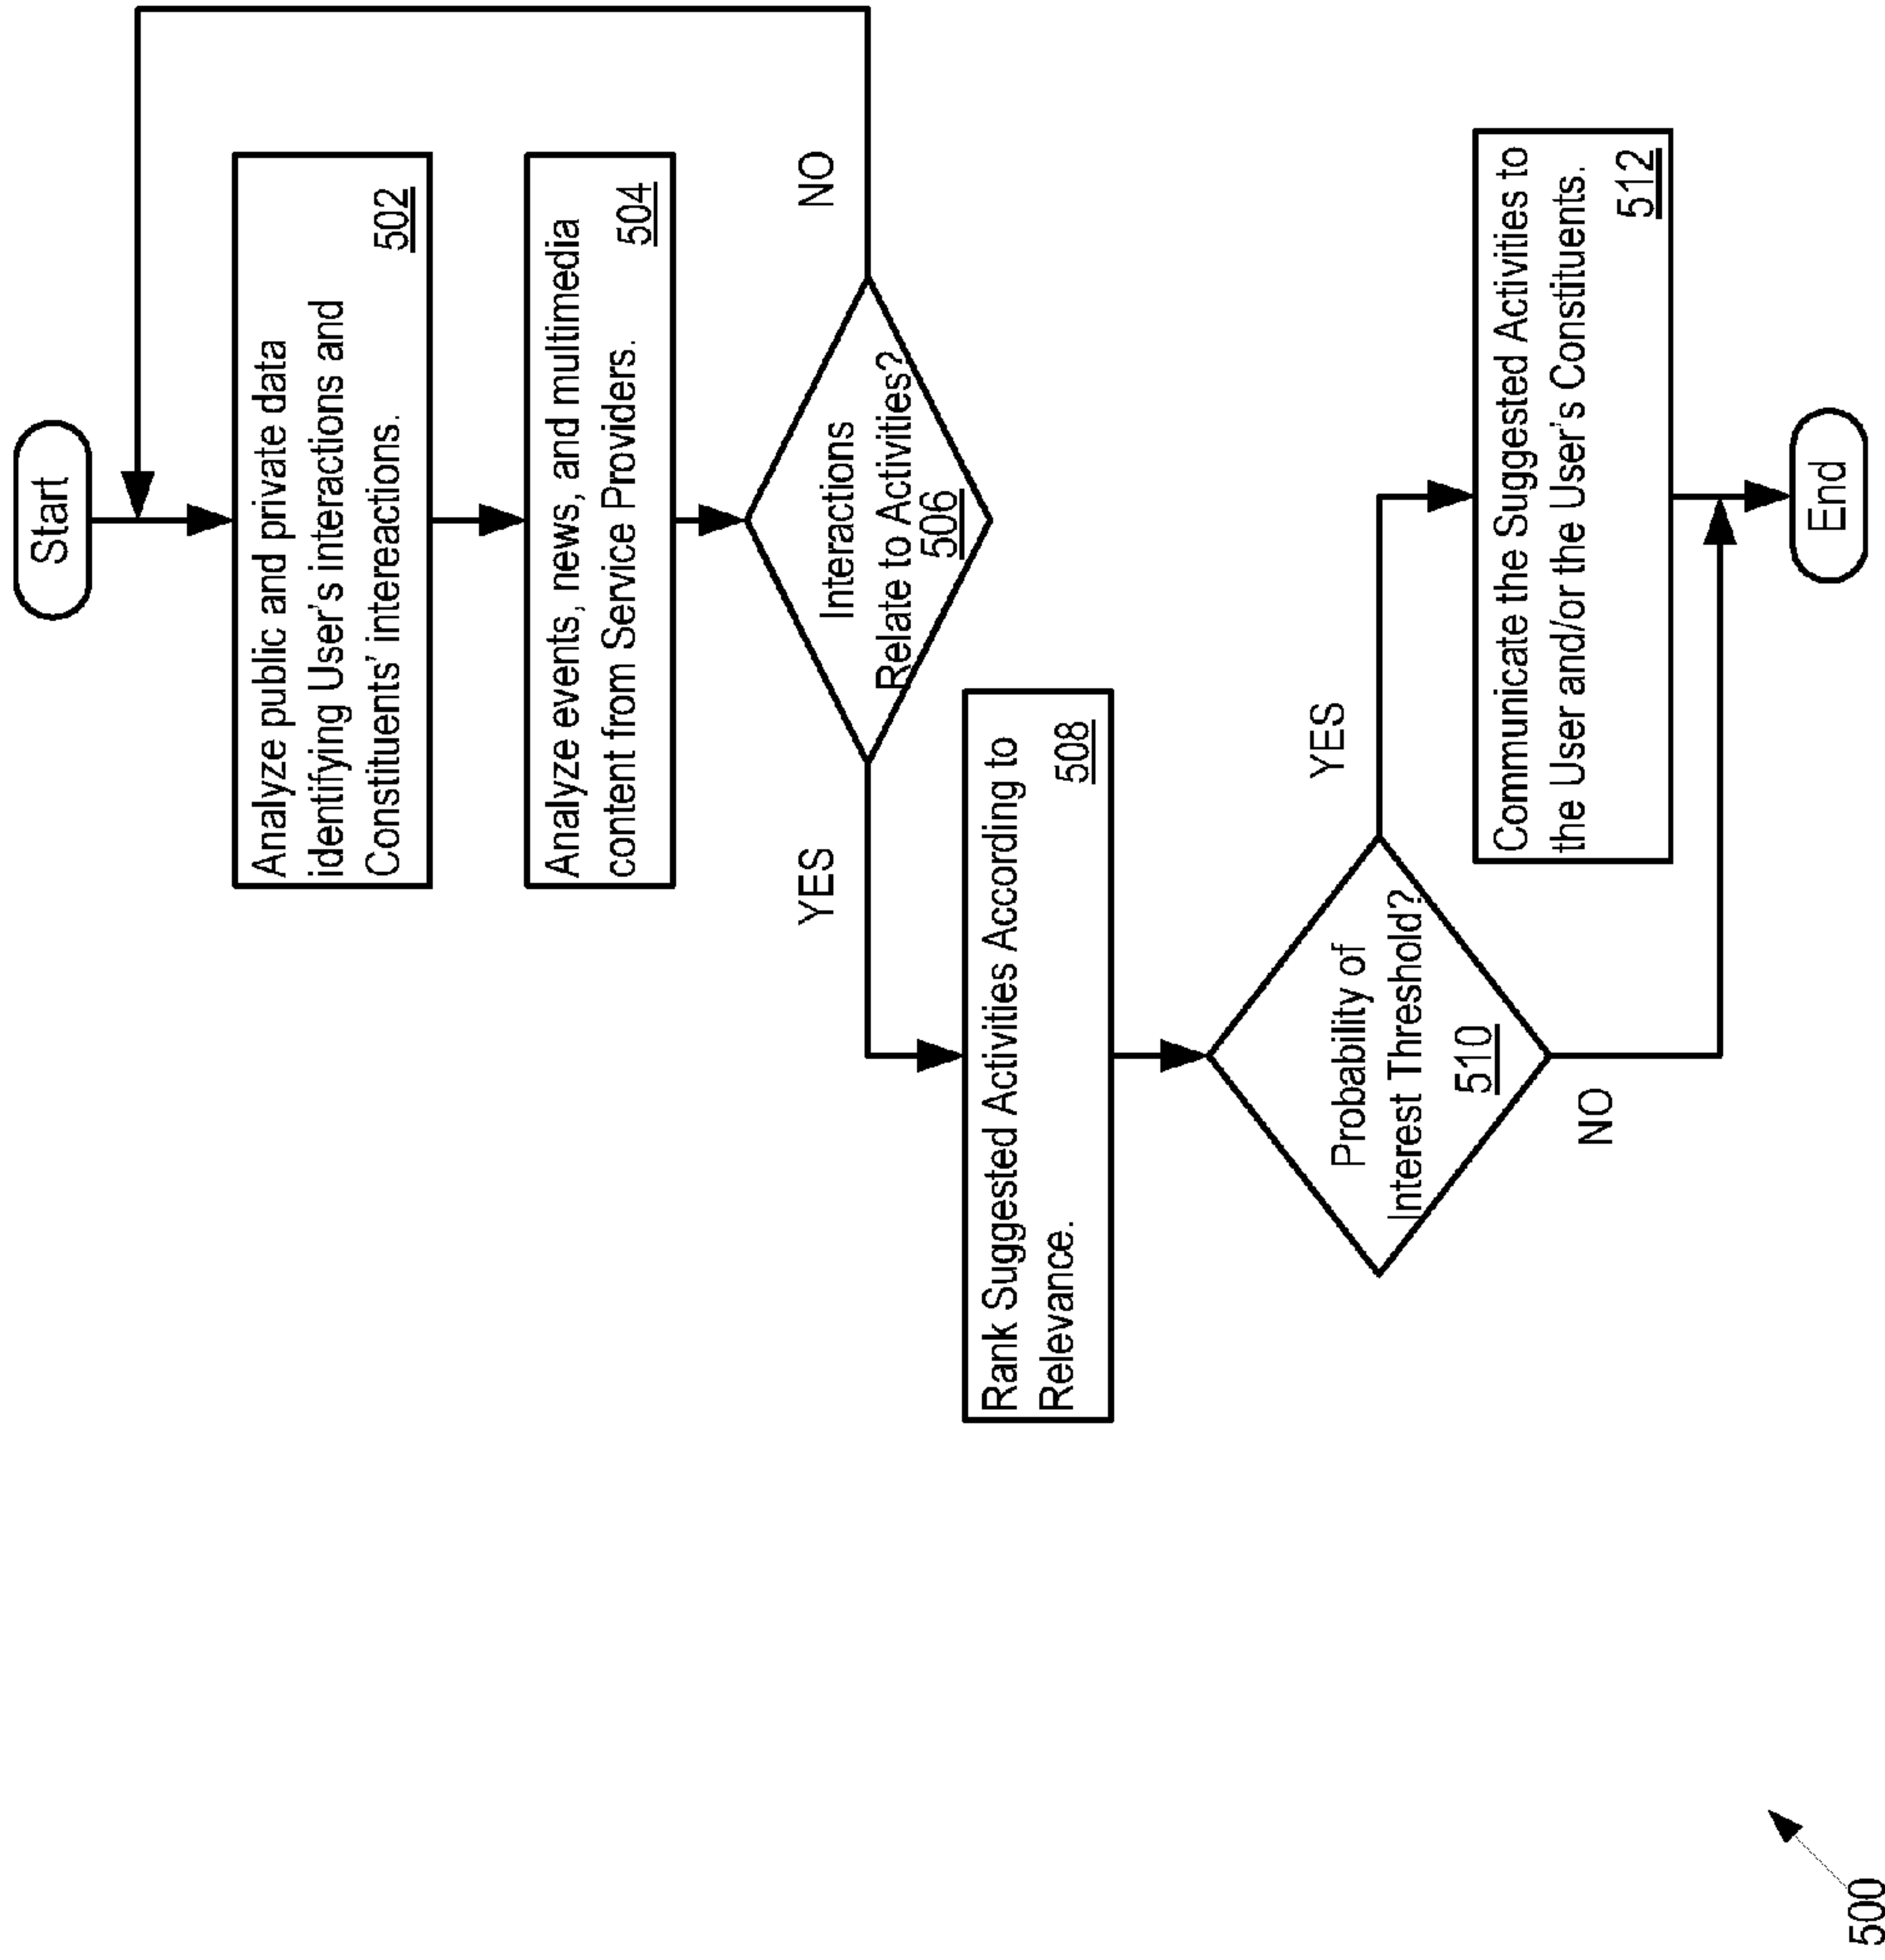 Start
Analyze public and private data
identifying User's interactions and
Constituents' intereactions.
502
Analyze events, news, and multimedia
content from Service Providers.
504
Interactions
Relate to Activities?
506
NO
YES
Rank Suggested Activities According to
Relevance.
508
Probability of
Interest Threshold?
510
YES
NO
Communicate the Suggested Activities to
the User and/or the User's Constituents.
512
End
500